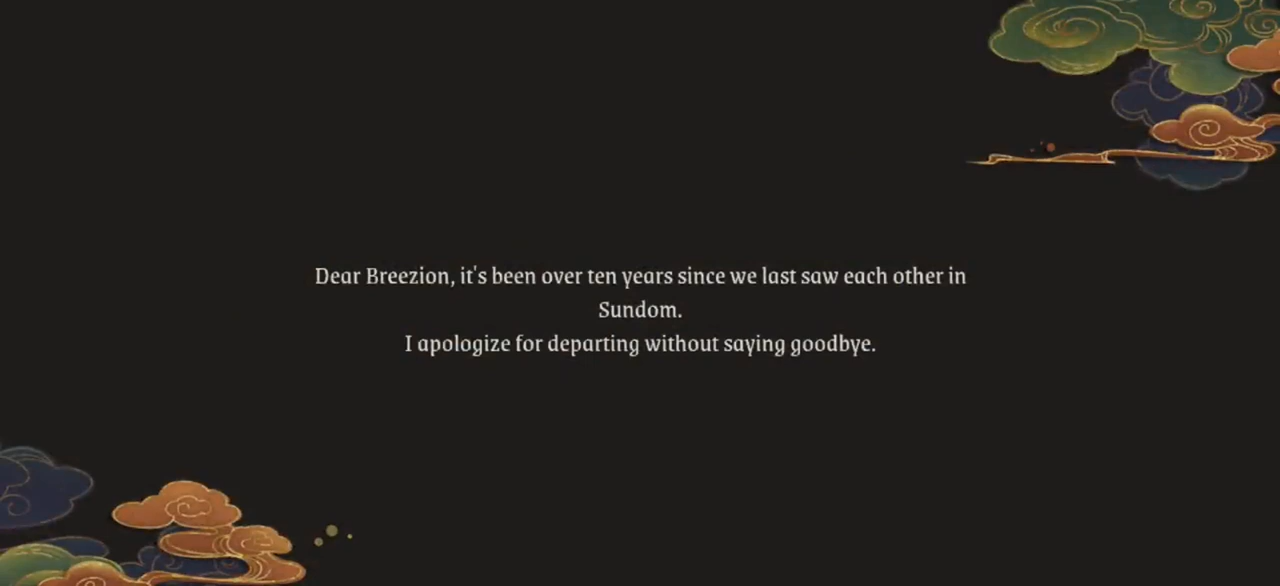 Dear Breezion, it's been over ten years since we last saw each other in
Sundom.
I apologize for departing without saying goodbye.